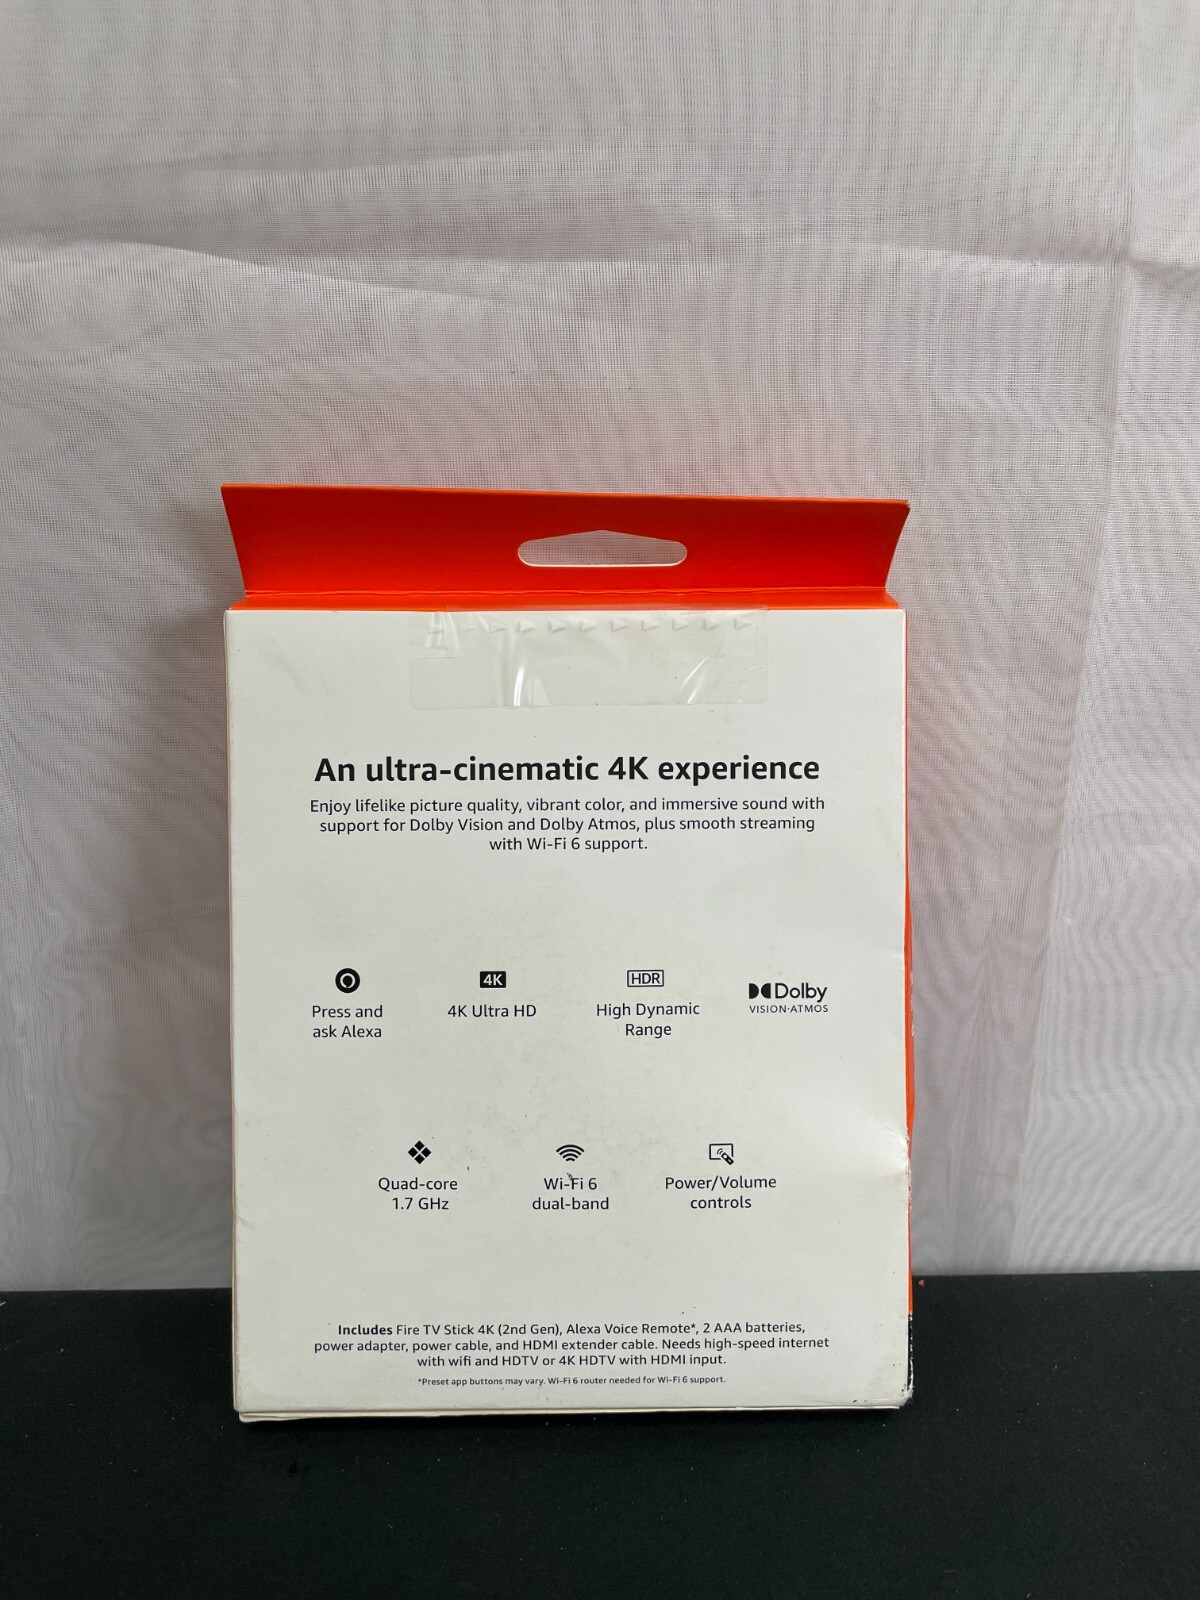 An ultra-cinematic 4K experience
Enjoy lifelike picture quality, vibrant color, and immersive sound with
support for Dolby Vision and Dolby Atmos, plus smooth streaming
with Wi-Fi 6 support.
Press and
ask Alexa
4K
4K Ultra HD
HDR
High Dynamic
Range
Dolby
VISION·ATMOS
Quad-core
1.7 GHz
Wi-Fi 6
dual-band
Power/Volume
controls
Includes Fire TV Stick 4K (2nd Gen), Alexa Voice Remote*, 2 AAA batteries,
power adapter, power cable, and HDMI extender cable. Needs high-speed internet
with wifi and HDTV or 4K HDTV with HDMI input.
*Preset app buttons may vary. Wi-Fi 6 router needed for Wi-Fi 6 support.